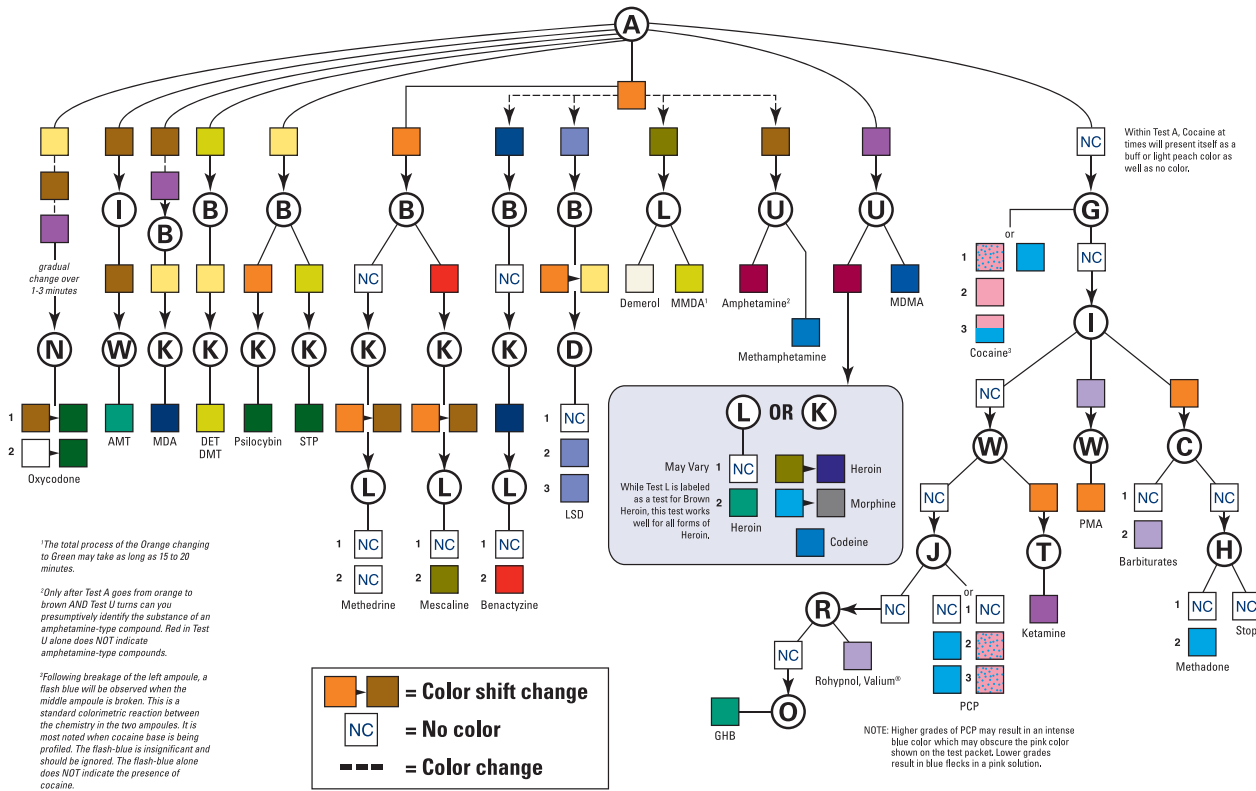 A
NC
Within Test A, Cocaine at
times will present itself as a
buff or light peach color as
well as no color.
I
B
B
B
B
B
B
L
U
U
G
or
gradual
change over
1-3 minutes
NC
NC
1
NC
2
3
Cocaine³
Demerol
MMDA¹
Amphetamine²
MDMA
Methamphetamine
I
N
W
K
K
K
K
K
K
K
D
1
2
Oxycodone
AMT
MDA
DET
DMT
Psilocybin
STP
1
NC
2
3
LSD
L
L
L
1
NC
2
NC
Methedrine
1
NC
2
Mescaline
1
NC
2
Benactyzine
L OR K
May Vary
1
NC
Heroin
While Test L is labeled
as a test for Brown
Heroin, this test works
well for all forms of
Heroin.
2
Heroin
Morphine
Codeine
NC
W
W
C
NC
PMA
1
NC
2
Barbiturates
NC
J
T
H
Ketamine
1
NC
2
Methadone
NC
Stop
R
NC
or
1
NC
NC
2
3
PCP
NC
Rohypnol, Valium®
GHB
O
NOTE: Higher grades of PCP may result in an intense
blue color which may obscure the pink color
shown on the test packet. Lower grades
result in blue flecks in a pink solution.
¹The total process of the Orange changing
to Green may take as long as 15 to 20
minutes.
²Only after Test A goes from orange to
brown AND Test U turns can you
presumptively identify the substance of an
amphetamine-type compound. Red in Test
U alone does NOT indicate
amphetamine-type compounds.
³Following breakage of the left ampoule, a
flash blue will be observed when the
middle ampoule is broken. This is a
standard colorimetric reaction between
the chemistry in the two ampoules. It is
most noted when cocaine base is being
profiled. The flash-blue is insignificant and
should be ignored. The flash-blue alone
does NOT indicate the presence of
cocaine.
= Color shift change
NC = No color
= Color change